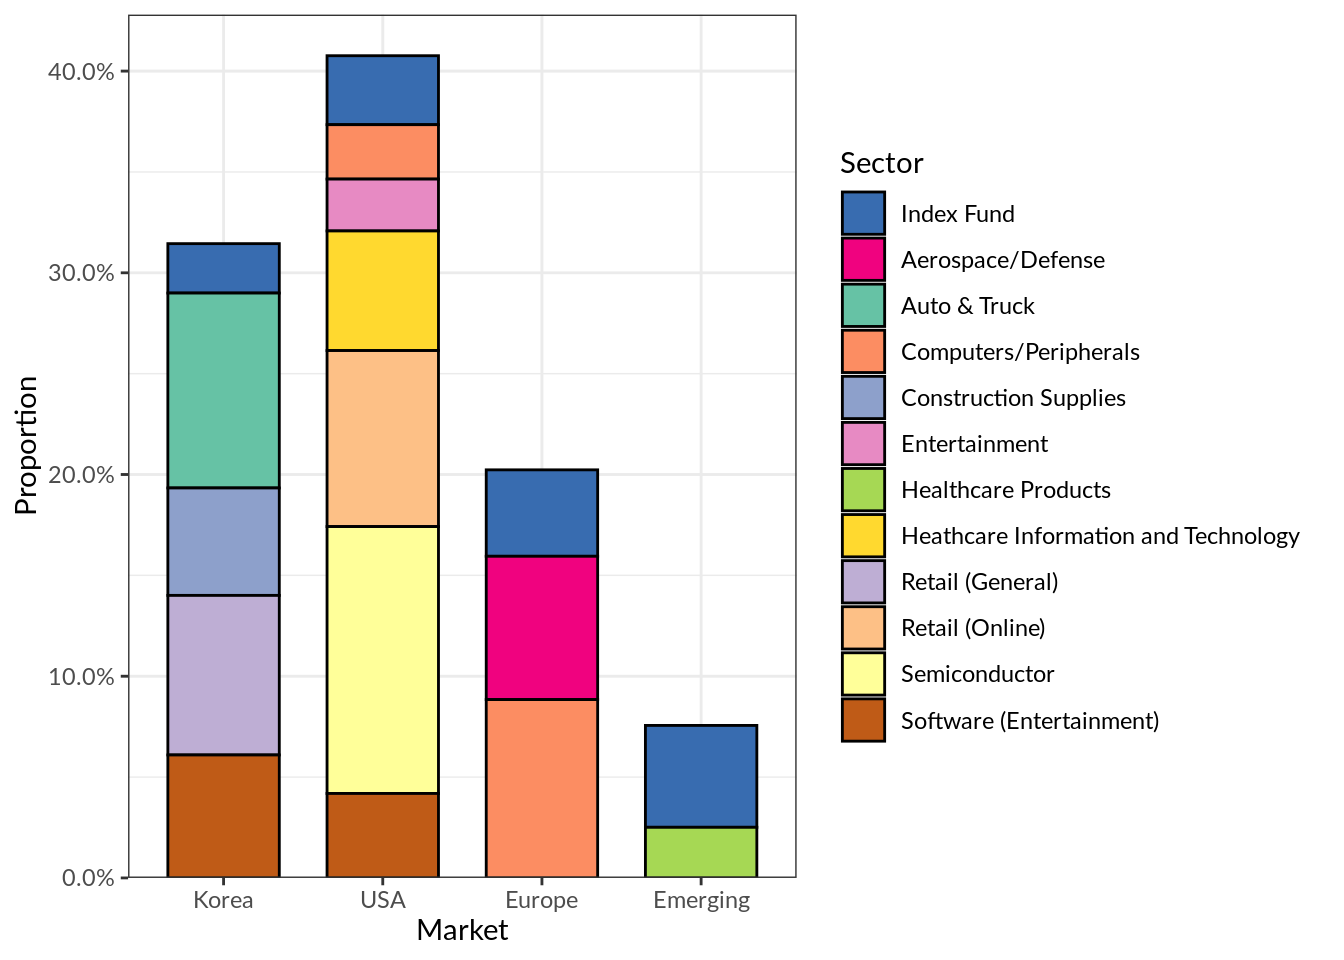 40.0%
30.0%
20.0%
10.0%
0.0%
Proportion
Korea
USA
Europe
Emerging
Market
Sector
Index Fund
Aerospace/Defense
Auto & Truck
Computers/Peripherals
Construction Supplies
Entertainment
Healthcare Products
Heathcare Information and Technology
Retail (General)
Retail (Online)
Semiconductor
Software (Entertainment)